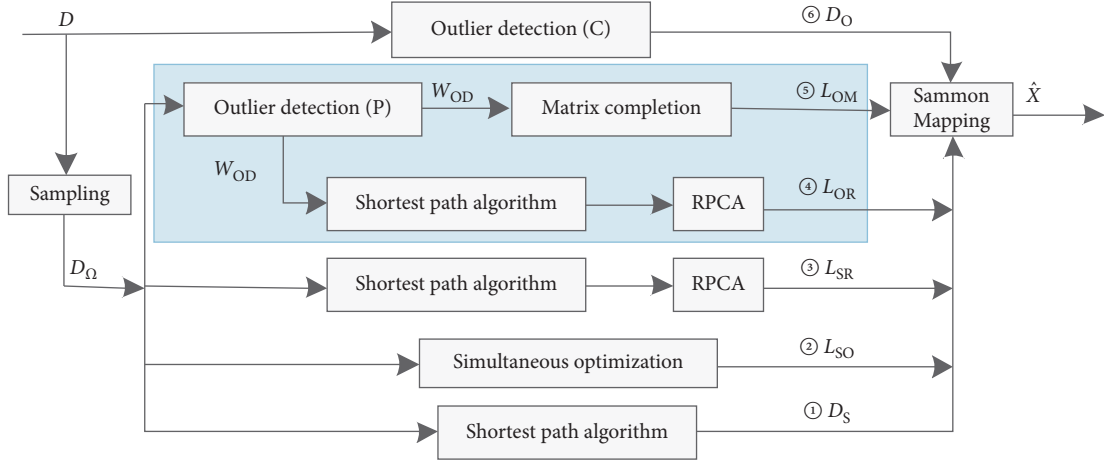 D
Outlier detection (C)
⑥ D_O
Outlier detection (P)
W_OD
Matrix completion
⑤ L_OM
Sammon
Mapping
X̂
W_OD
Sampling
Shortest path algorithm
RPCA
④ L_OR
D_Ω
Shortest path algorithm
RPCA
③ L_SR
Simultaneous optimization
② L_SO
Shortest path algorithm
① D_S